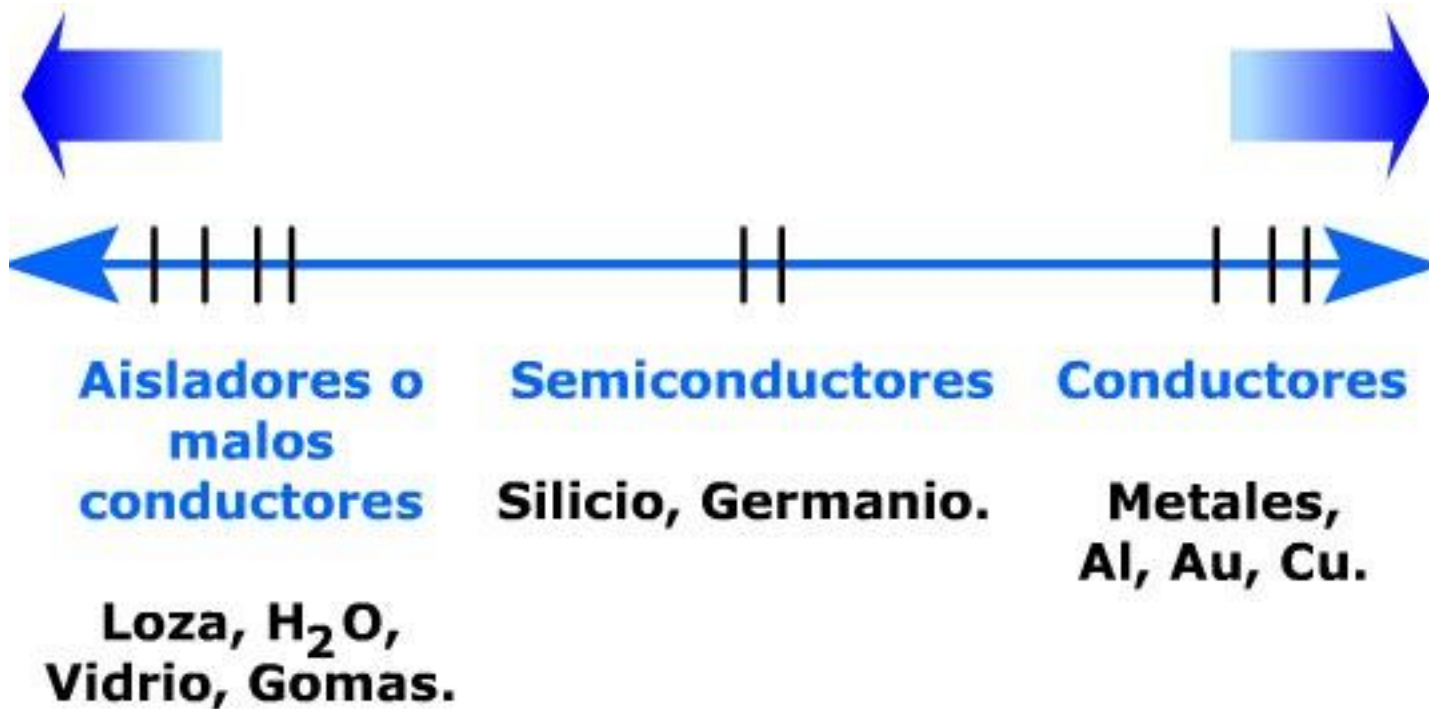 Aisladores o
malos
conductores
Loza, H₂O,
Vidrio, Gomas.
Semiconductores
Silicio, Germanio.
Conductores
Metales,
Al, Au, Cu.